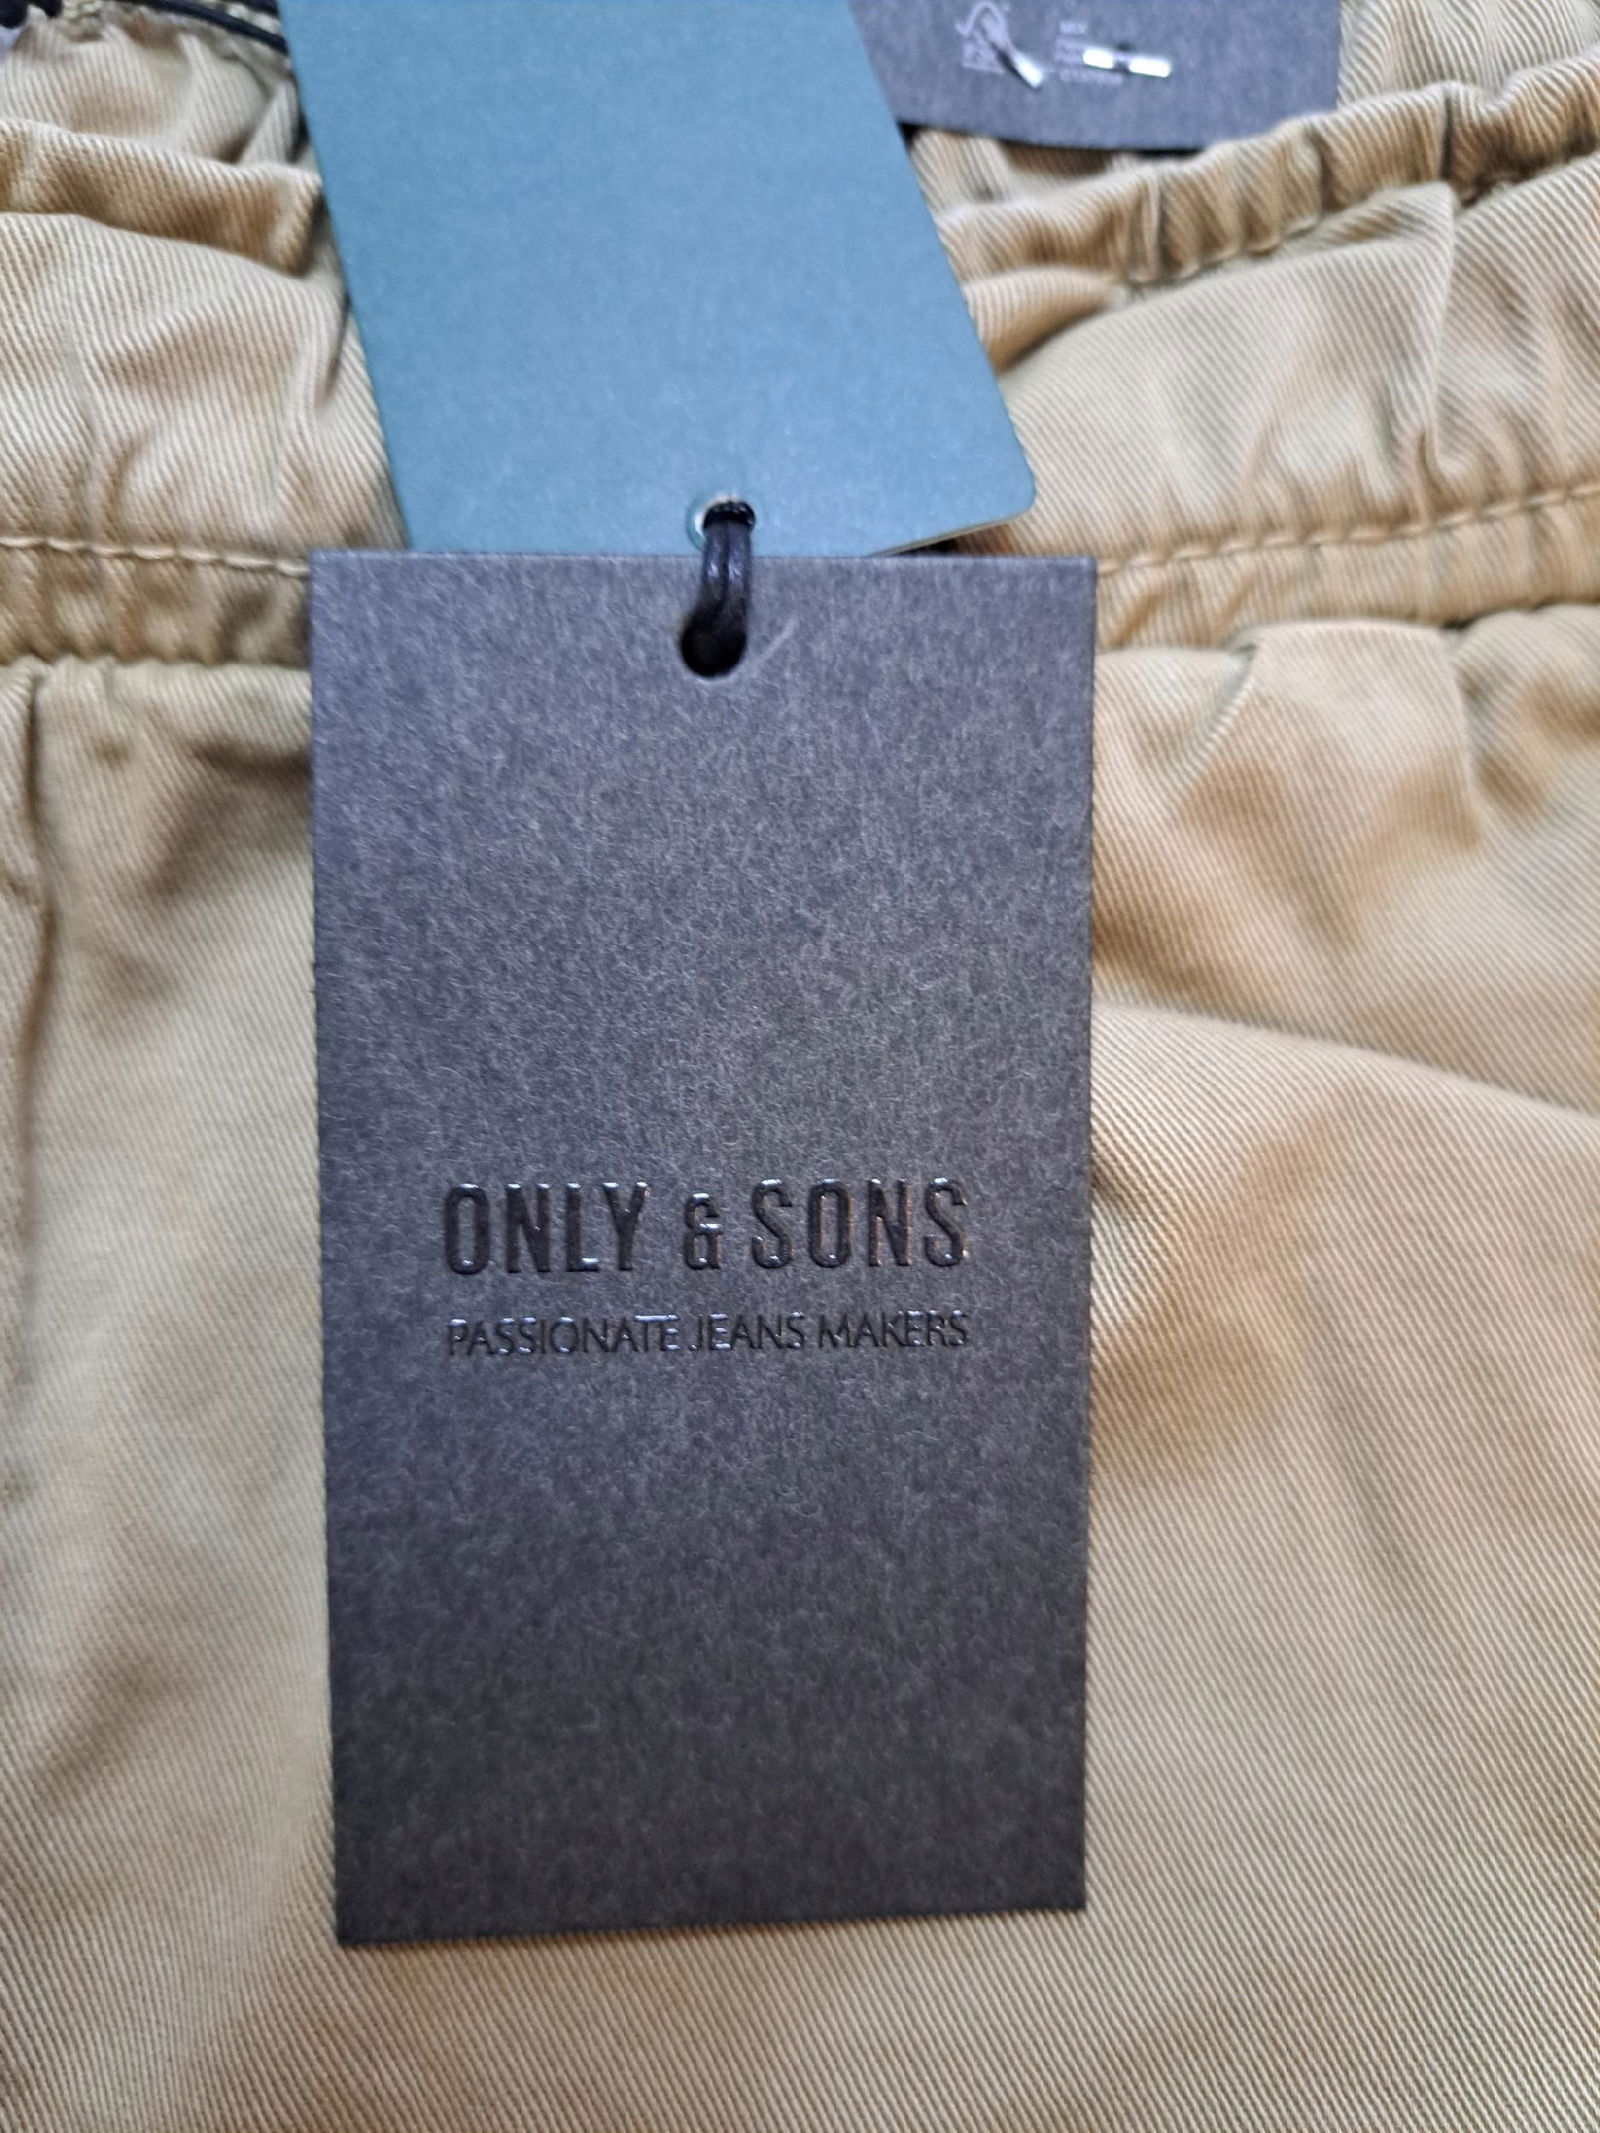 ONLY & SONS
PASSIONATE JEANS MAKERS